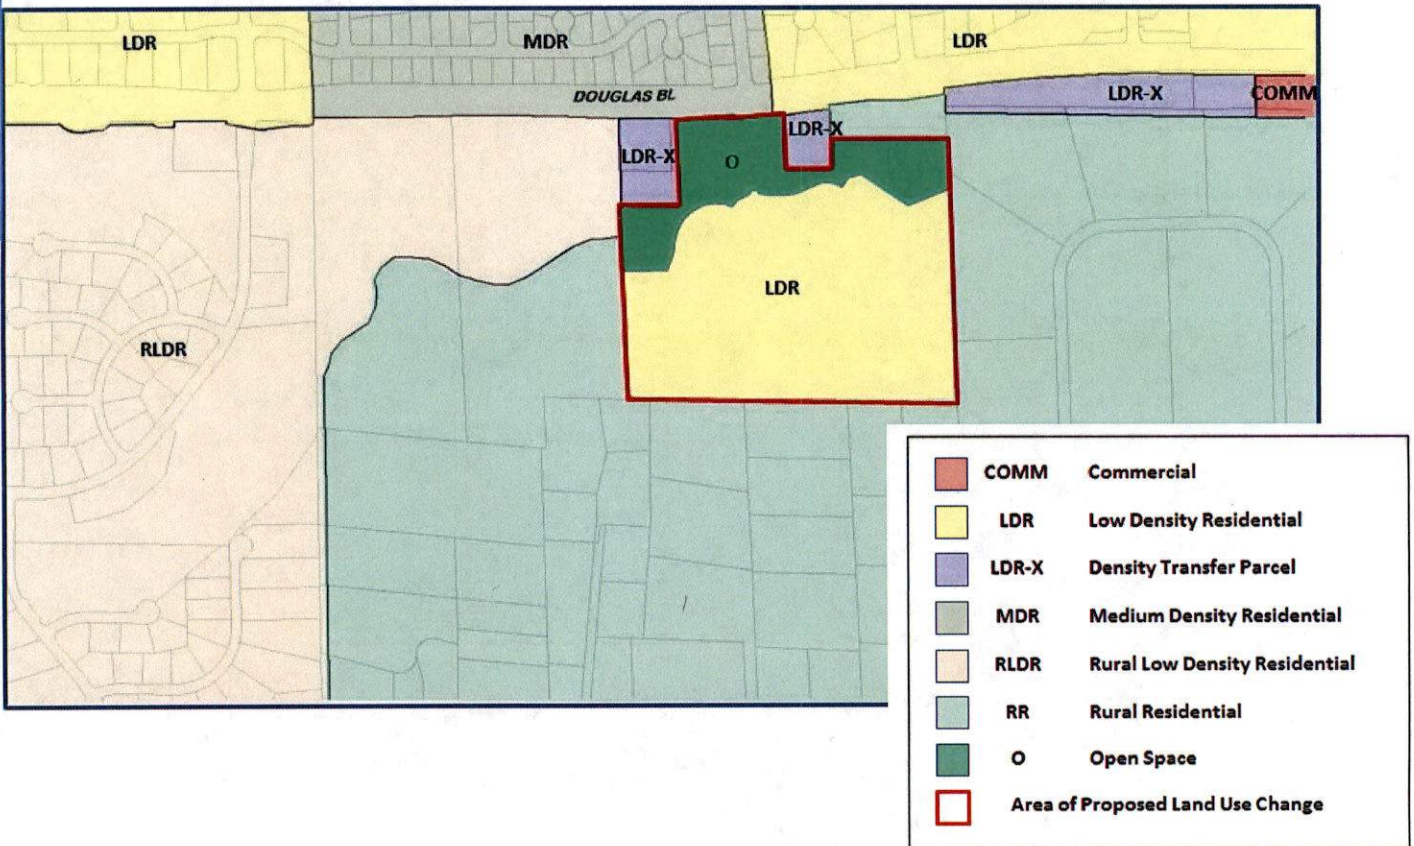 LDR
MDR
LDR
DOUGLAS BL
LDR-X
COMM
LDR-X
LDR-X
O
LDR
RLDR
COMM Commercial
LDR Low Density Residential
LDR-X Density Transfer Parcel
MDR Medium Density Residential
RLDR Rural Low Density Residential
RR Rural Residential
O Open Space
Area of Proposed Land Use Change